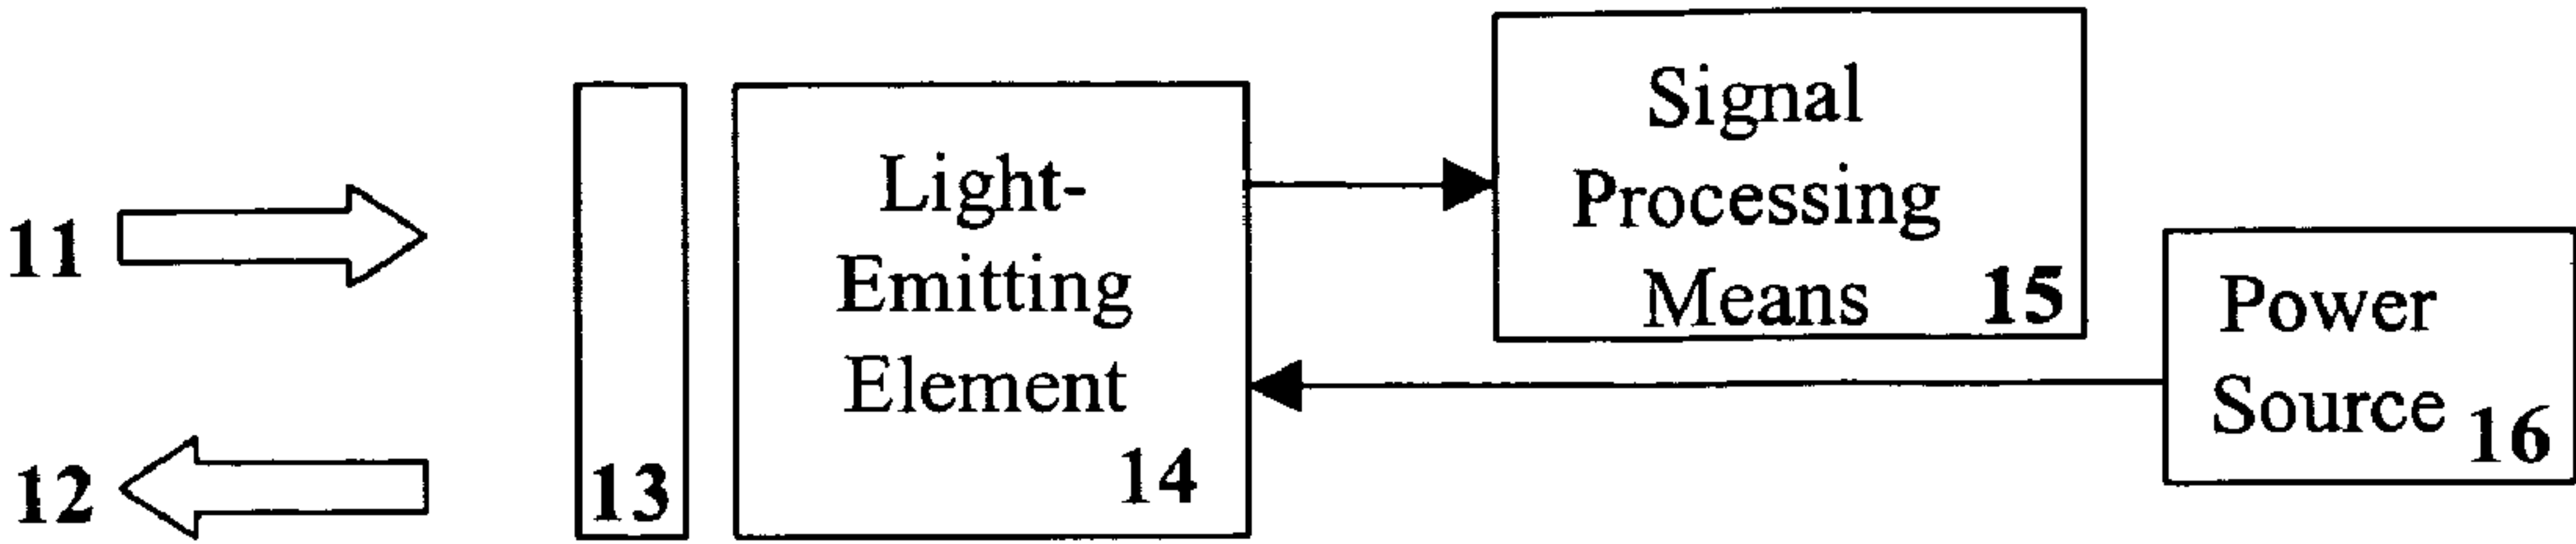 11
12
13
Light-
Emitting
Element
14
Signal
Processing
Means 15
Power
Source 16